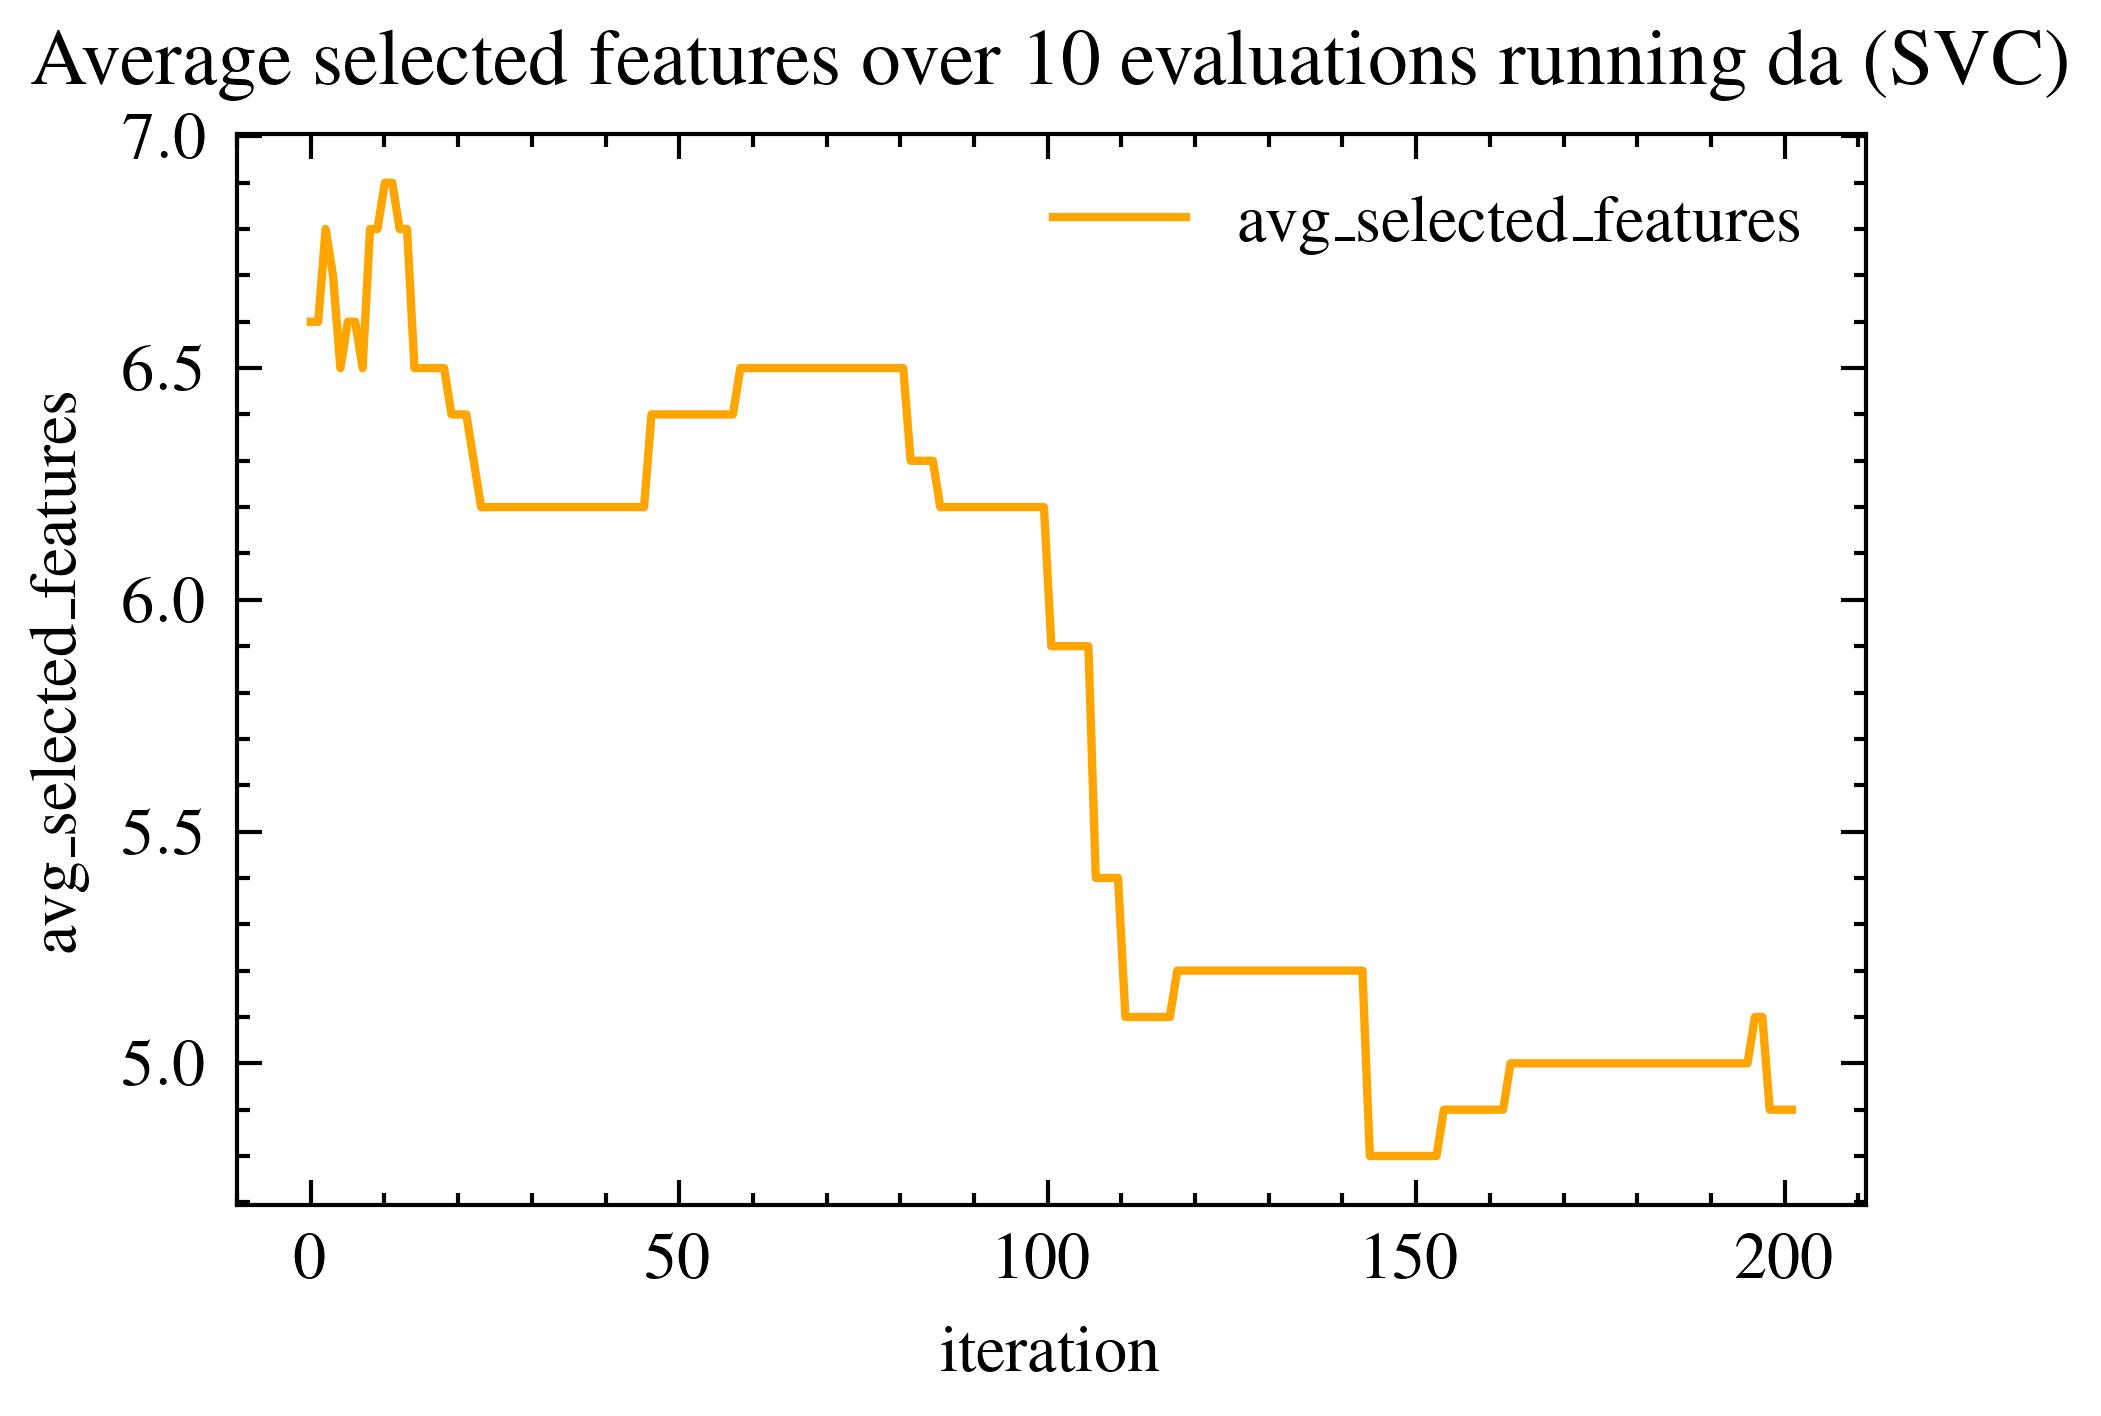 Average selected features over 10 evaluations running da (SVC)
7.0
6.5
6.0
5.5
5.0
avg_selected_features
avg_selected_features
0 50 100 150 200
iteration